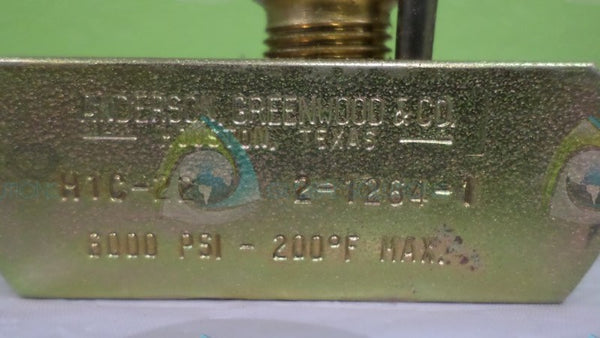 ANDERSON, GREENWOOD & CO.
— HOUSTON, TEXAS —
H1C-22 2-1264-1
6000 PSI - 200°F MAX.